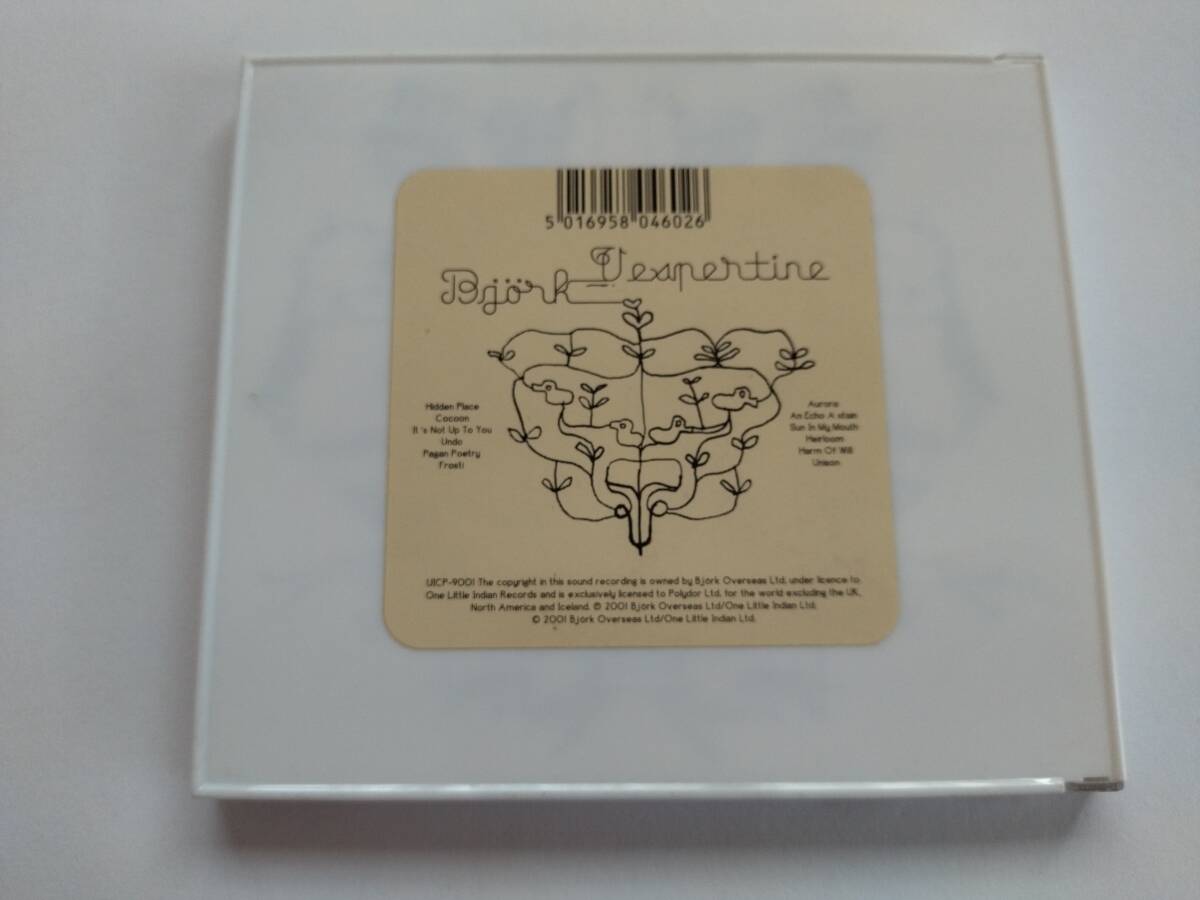 5 016958 046026
Björk Vespertine
Hidden Place
Cocoon
It's Not Up To You
Undo
Pagan Poetry
Frosti
Aurora
An Echo A stain
Sun In My Mouth
Heirloom
Harm Of Will
Unison
UICP-9001 The copyright in this sound recording is owned by Björk Overseas Ltd. under licence to
One Little Indian Records and is exclusively licensed to Polydor Ltd. for the world excluding the UK,
North America and Iceland. ℗ 2001 Björk Overseas Ltd/One Little Indian Ltd.
© 2001 Björk Overseas Ltd/One Little Indian Ltd.